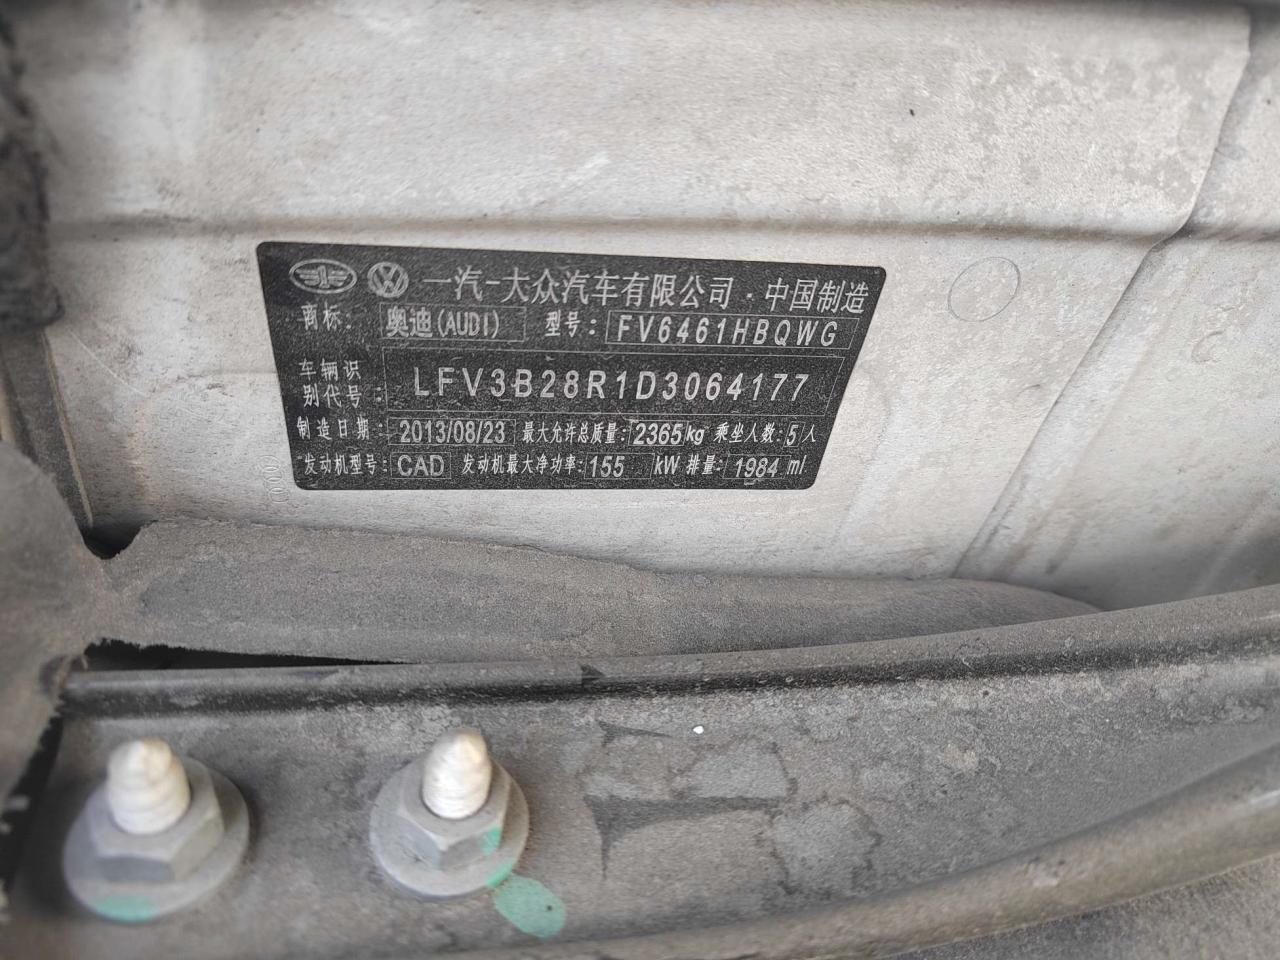 一汽-大众汽车有限公司·中国制造
商标: 奥迪(AUDI) 型号: FV6461HBQWG
车辆识别代号: LFV3B28R1D3064177
制造日期: 2013/08/23 最大允许总质量: 2365kg 乘坐人数: 5人
发动机型号: CAD 发动机最大净功率: 155 kW 排量: 1984 ml